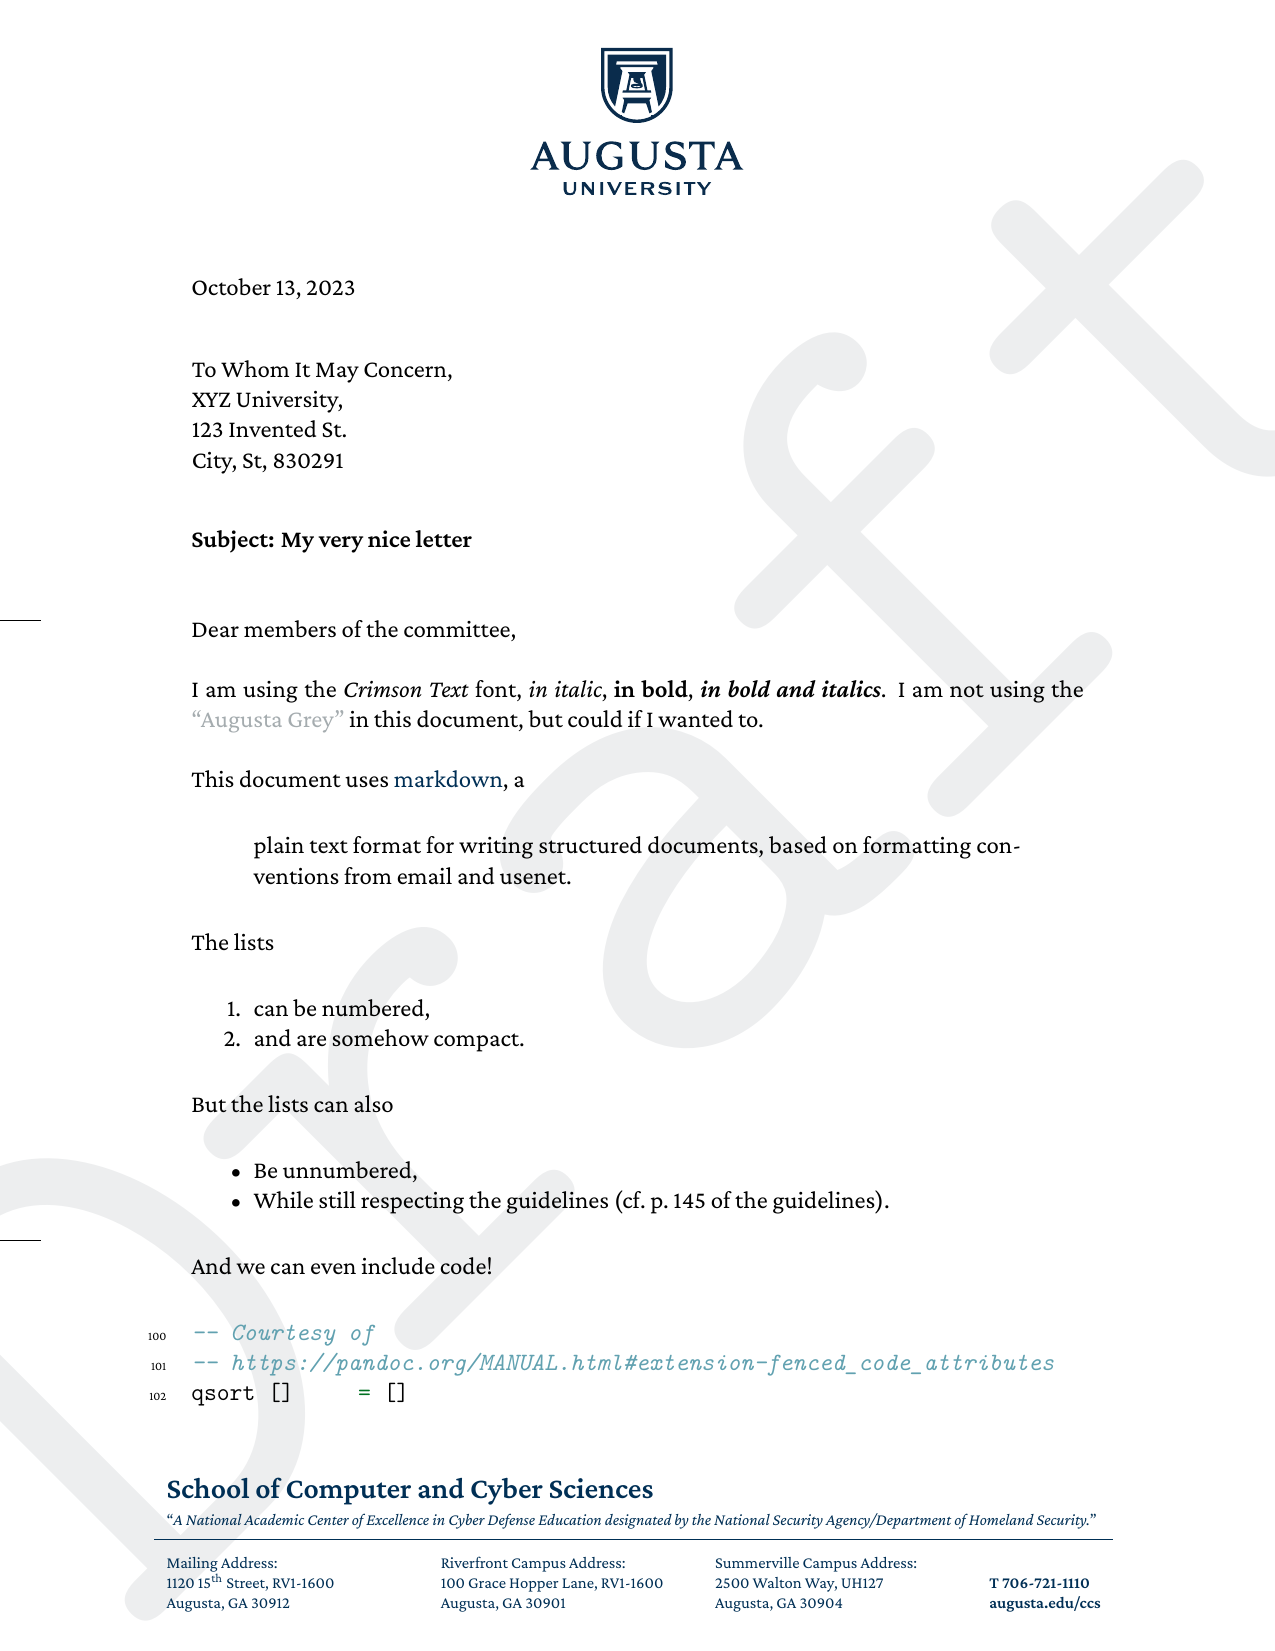 AUGUSTA
UNIVERSITY
October 13, 2023
To Whom It May Concern,
XYZ University,
123 Invented St.
City, St, 830291
Subject: My very nice letter
Dear members of the committee,
I am using the Crimson Text font, in italic, in bold, in bold and italics. I am not using the
“Augusta Grey” in this document, but could if I wanted to.
This document uses markdown, a
plain text format for writing structured documents, based on formatting con-
ventions from email and usenet.
The lists
1. can be numbered,
2. and are somehow compact.
But the lists can also
• Be unnumbered,
• While still respecting the guidelines (cf. p. 145 of the guidelines).
And we can even include code!
100 -- Courtesy of
101 -- https://pandoc.org/MANUAL.html#extension-fenced_code_attributes
102 qsort [] = []
Draft
School of Computer and Cyber Sciences
“A National Academic Center of Excellence in Cyber Defense Education designated by the National Security Agency/Department of Homeland Security.”
Mailing Address:
1120 15th Street, RV1-1600
Augusta, GA 30912
Riverfront Campus Address:
100 Grace Hopper Lane, RV1-1600
Augusta, GA 30901
Summerville Campus Address:
2500 Walton Way, UH127
Augusta, GA 30904
T 706-721-1110
augusta.edu/ccs